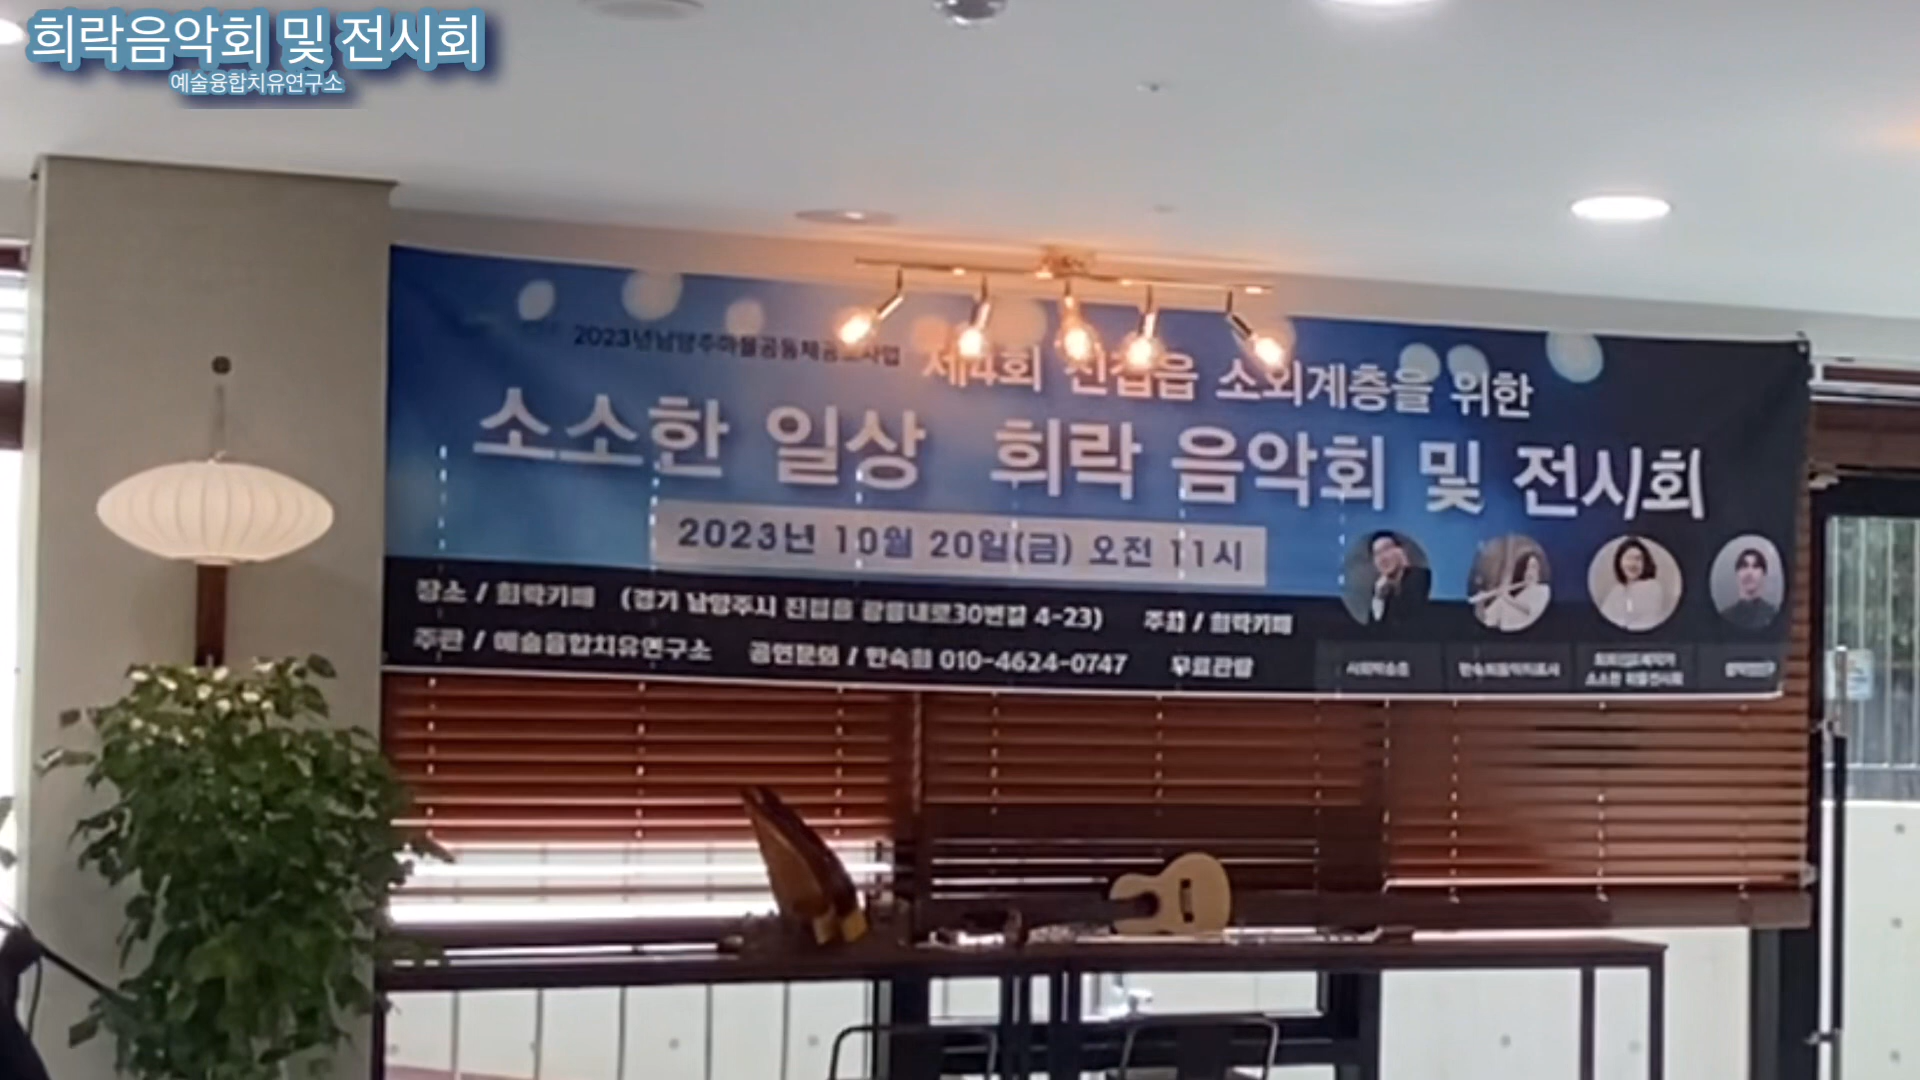 희락음악회 및 전시회
예술융합치유연구소
2023년남양주마을공동체공모사업
제4회 진접읍 소외계층을 위한
소소한 일상 희락 음악회 및 전시회
2023년 10월 20일(금) 오전 11시
장소 / 희락카페 (경기 남양주시 진접읍 광릉내로30번길 4-23) 주최 / 희락카페
주관 / 예술융합치유연구소 공연문의 / 한숙희 010-4624-0747 무료관람